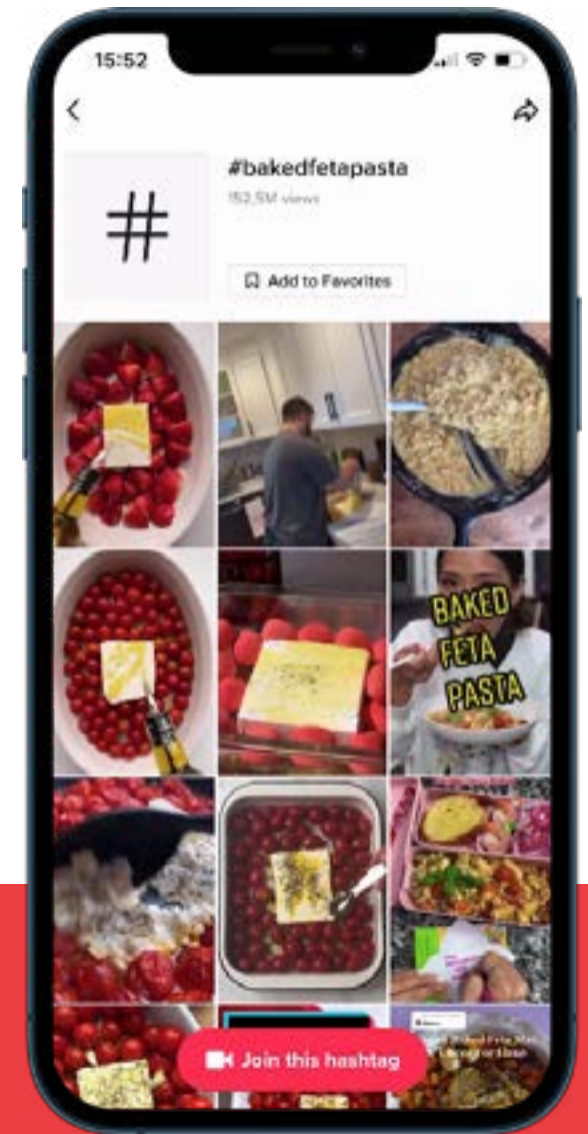 15:52
#bakedfetapasta
152,5M views
Add to Favorites
BAKED
FETA
PASTA
Join this hashtag